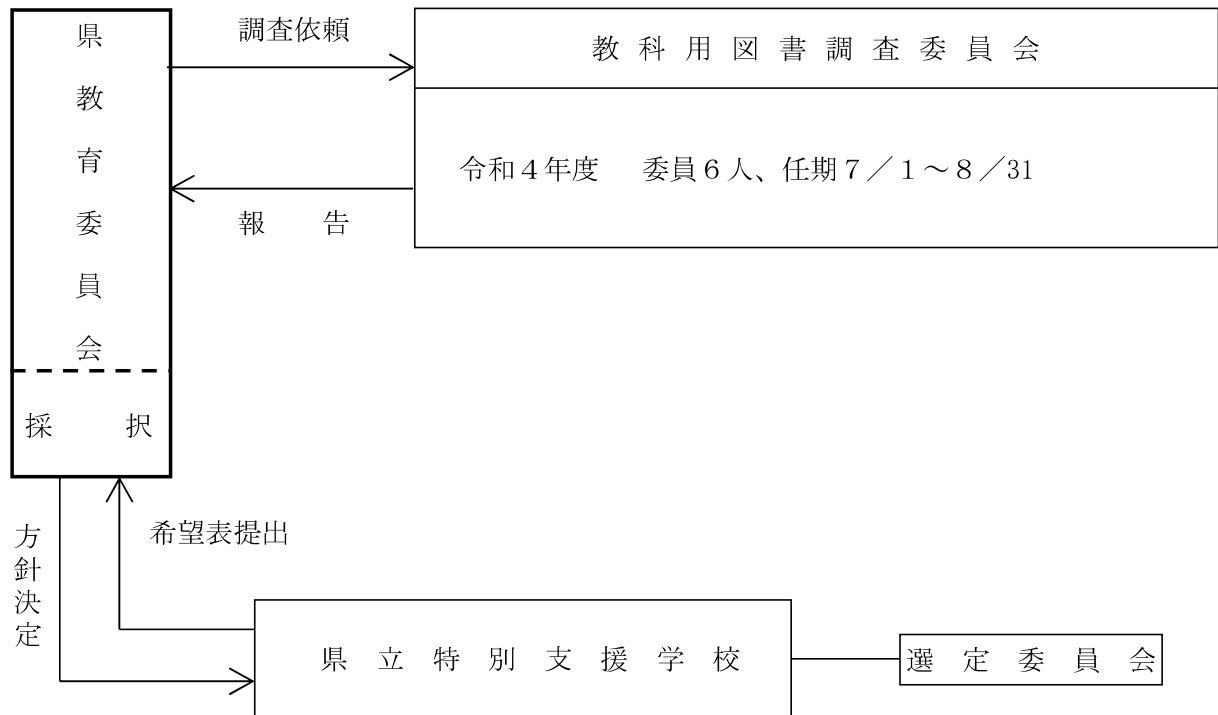 県教育委員会
採択
調査依頼
報告
教科用図書調査委員会
令和４年度　委員６人、任期７／１～８／31
方針決定
希望表提出
県立特別支援学校
選定委員会